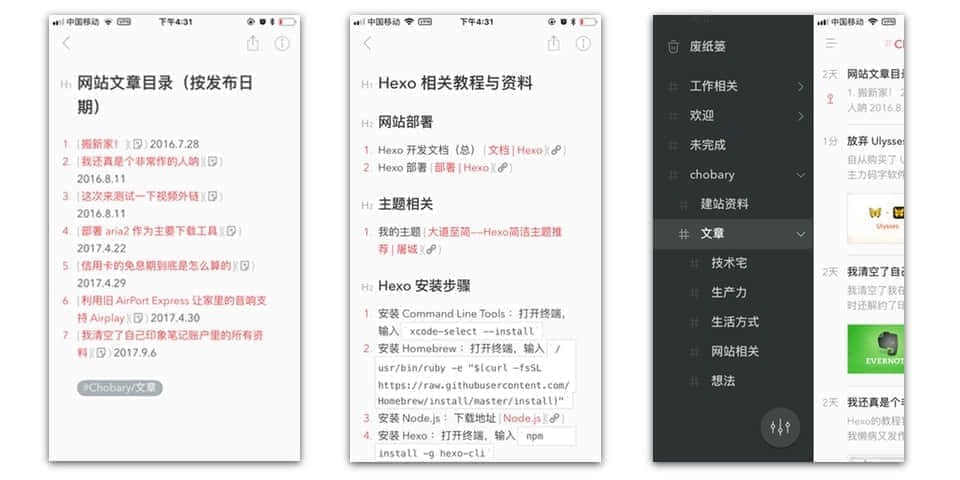 中国移动 VPN 下午4:31
H1 网站文章目录（按发布日
期）
1. [搬新家！]() 2016.7.28
2. [我还真是个非常作的人呐]()
2016.8.11
3. [这次来测试一下视频外链]()
2016.8.11
4. [部署 aria2 作为主要下载工具]()
2017.4.22
5. [信用卡的免息期到底是怎么算的]()
2017.4.29
6. [利用旧 AirPort Express 让家里的音响支
持 Airplay]() 2017.4.30
7. [我清空了自己印象笔记账户里的所有资
料]() 2017.9.6
#Chobary/文章
中国移动 VPN 下午4:31
H1 Hexo 相关教程与资料
H2 网站部署
1. Hexo 开发文档（总）[文档 | Hexo]()
2. Hexo 部署 [部署 | Hexo]()
H2 主题相关
1. 我的主题 [大道至简——Hexo简洁主题推
荐 | 屠城]()
H2 Hexo 安装步骤
1. 安装 Command Line Tools： 打开终端，
输入 `xcode-select --install`
2. 安装 Homebrew： 打开终端，输入 `/
usr/bin/ruby -e "$(curl -fsSL
https://raw.githubusercontent.com/
Homebrew/install/master/install)"`
3. 安装 Node.js： 下载地址 [Node.js]()
4. 安装 Hexo： 打开终端，输入 `npm
install -g hexo-cli`
废纸篓
# 工作相关
# 欢迎
# 未完成
# chobary
# 建站资料
# 文章
# 技术宅
# 生产力
# 生活方式
# 网站相关
# 想法
中国移动 VPN
2天 网站文章目
1. 搬新家！ 2
人呐 2016.8.
1分 放弃 Ulysses
自从购买了 U
主力码字软件
Ulysses
2天 我清空了自己
我清空了我在
时还解约了印
EVERNOT
2天 我还真是个非
Hexo的教程
我懒病又发作